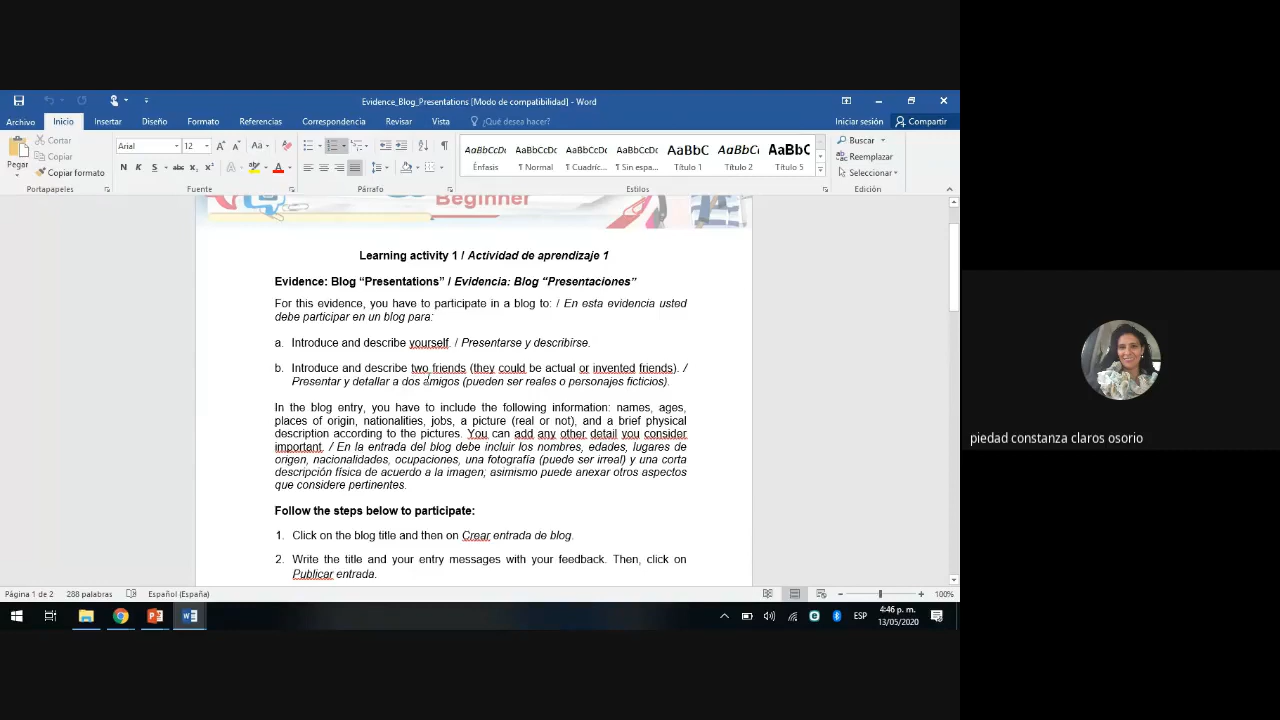 Evidence_Blog_Presentations [Modo de compatibilidad] - Word
Archivo Inicio Insertar Diseño Formato Referencias Correspondencia Revisar Vista ¿Qué desea hacer? Iniciar sesión Compartir
Pegar
Cortar
Copiar
Copiar formato
Portapapeles
Arial 12
Aa
N K S abc x₂ x² A A
Fuente
Párrafo
AaBbCcDc AaBbCcDc AaBbCcDc AaBbCcDc AaBbC AaBbC AaBbC
Énfasis ¶ Normal ¶ Cuadríc... ¶ Sin espa... Título 1 Título 2 Título 5
Estilos
Buscar
Reemplazar
Seleccionar
Edición
Beginner
Learning activity 1 / Actividad de aprendizaje 1
Evidence: Blog “Presentations” / Evidencia: Blog “Presentaciones”
For this evidence, you have to participate in a blog to: / En esta evidencia usted
debe participar en un blog para:
a. Introduce and describe yourself. / Presentarse y describirse.
b. Introduce and describe two friends (they could be actual or invented friends). /
Presentar y detallar a dos amigos (pueden ser reales o personajes ficticios).
In the blog entry, you have to include the following information: names, ages,
places of origin, nationalities, jobs, a picture (real or not), and a brief physical
description according to the pictures. You can add any other detail you consider
important. / En la entrada del blog debe incluir los nombres, edades, lugares de
origen, nacionalidades, ocupaciones, una fotografía (puede ser irreal) y una corta
descripción física de acuerdo a la imagen; asimismo puede anexar otros aspectos
que considere pertinentes.
Follow the steps below to participate:
1. Click on the blog title and then on Crear entrada de blog.
2. Write the title and your entry messages with your feedback. Then, click on
Publicar entrada.
piedad constanza claros osorio
Página 1 de 2 288 palabras Español (España) 100%
ESP
4:46 p. m.
13/05/2020